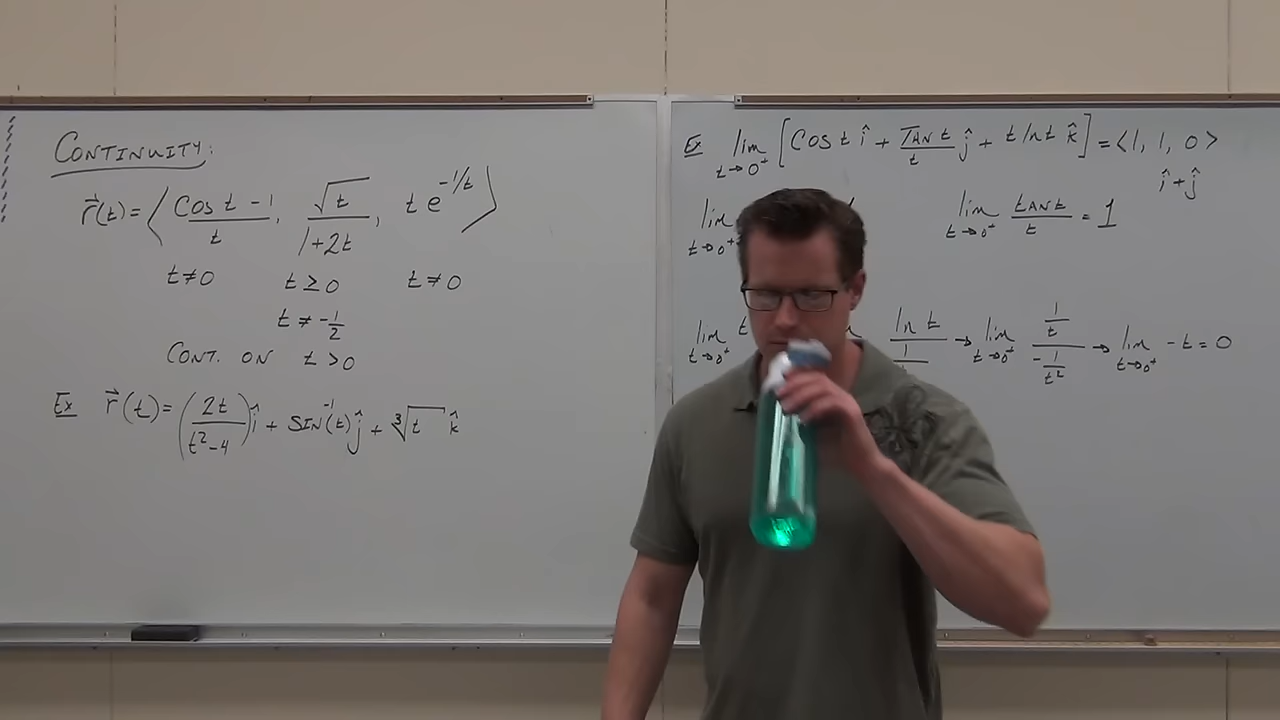 CONTINUITY:
r⃗(t)=⟨(Cos t -1)/t, √t/(1+2t), t e^(-1/t)⟩
t≠0 t≥0 t≠0
t≠-1/2
CONT. ON t>0
Ex r⃗(t)=(2t/(t²-4))î + SIN⁻¹(t)ĵ + ∛t k̂
Ex lim t→0⁺ [Cos t î + (TAN t)/t ĵ + t ln t k̂] = <1, 1, 0>
î+ĵ
lim t→0⁺
lim t→0⁺ (TAN t)/t = 1
lim t→0⁺ t
ln t / 1 → lim t→0⁺ (1/t)/(-1/t²) → lim t→0⁺ -t = 0